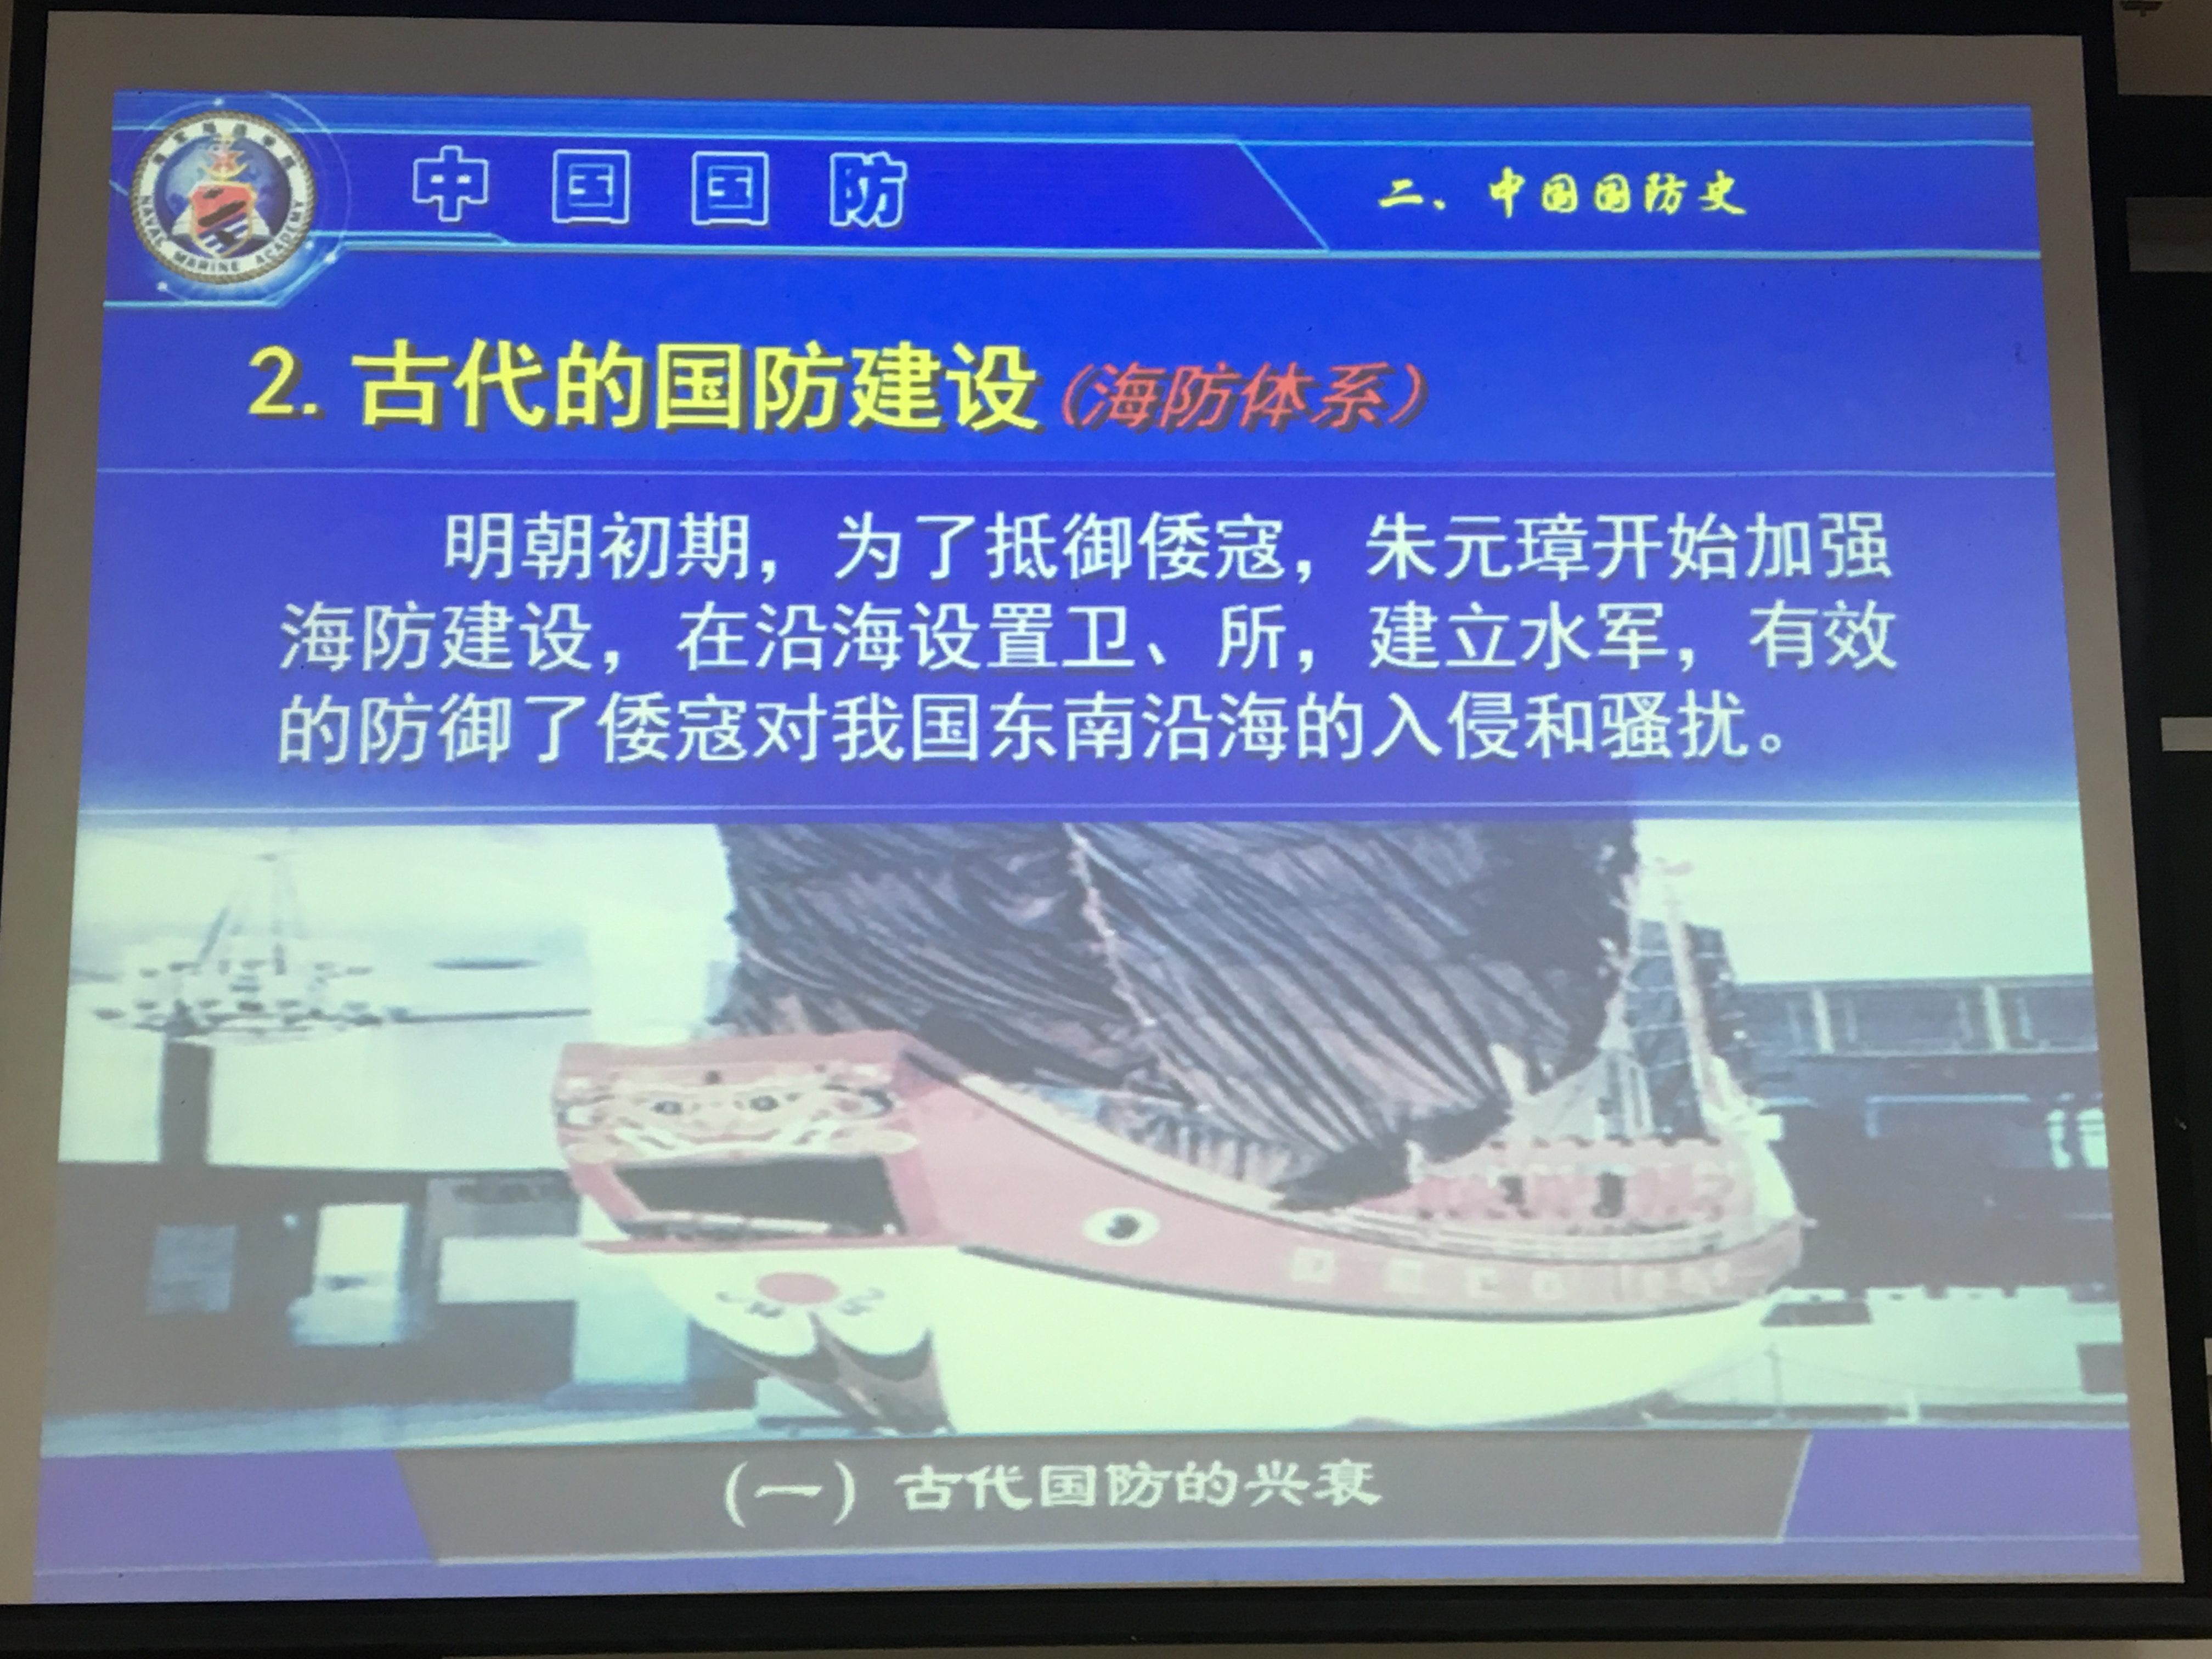 中国国防
二、中国国防史
NAVAL MARINE ACADEMY
2. 古代的国防建设(海防体系)
明朝初期，为了抵御倭寇，朱元璋开始加强
海防建设，在沿海设置卫、所，建立水军，有效
的防御了倭寇对我国东南沿海的入侵和骚扰。
(一) 古代国防的兴衰